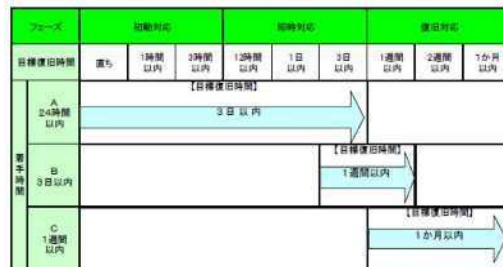 フェーズ 初動対応 即時対応 復旧対応
目標復旧時間 直ち 1時間以内 3時間以内 12時間以内 1日以内 3日以内 1週間以内 2週間以内 1か月以内
着手時間
A
24時間
以内
【目標復旧時間】
3日以内
B
3日以内
【目標復旧時間】
1週間以内
C
1週間
以内
【目標復旧時間】
1か月以内